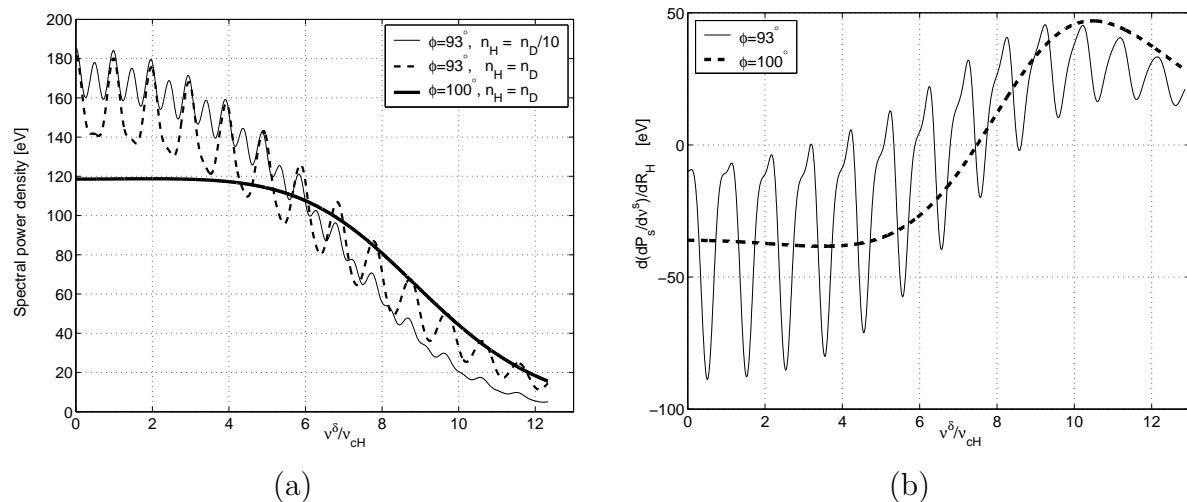 200
180
160
140
120
100
80
60
40
20
0
Spectral power density [eV]
0 2 4 6 8 10 12
ν^δ/ν_cH
φ=93°, n_H = n_D/10
φ=93°, n_H = n_D
φ=100°, n_H = n_D
(a)
50
0
−50
−100
d(dP_s/dν^s)/dR_H [eV]
0 2 4 6 8 10 12
ν^δ/ν_cH
φ=93°
φ=100°
(b)